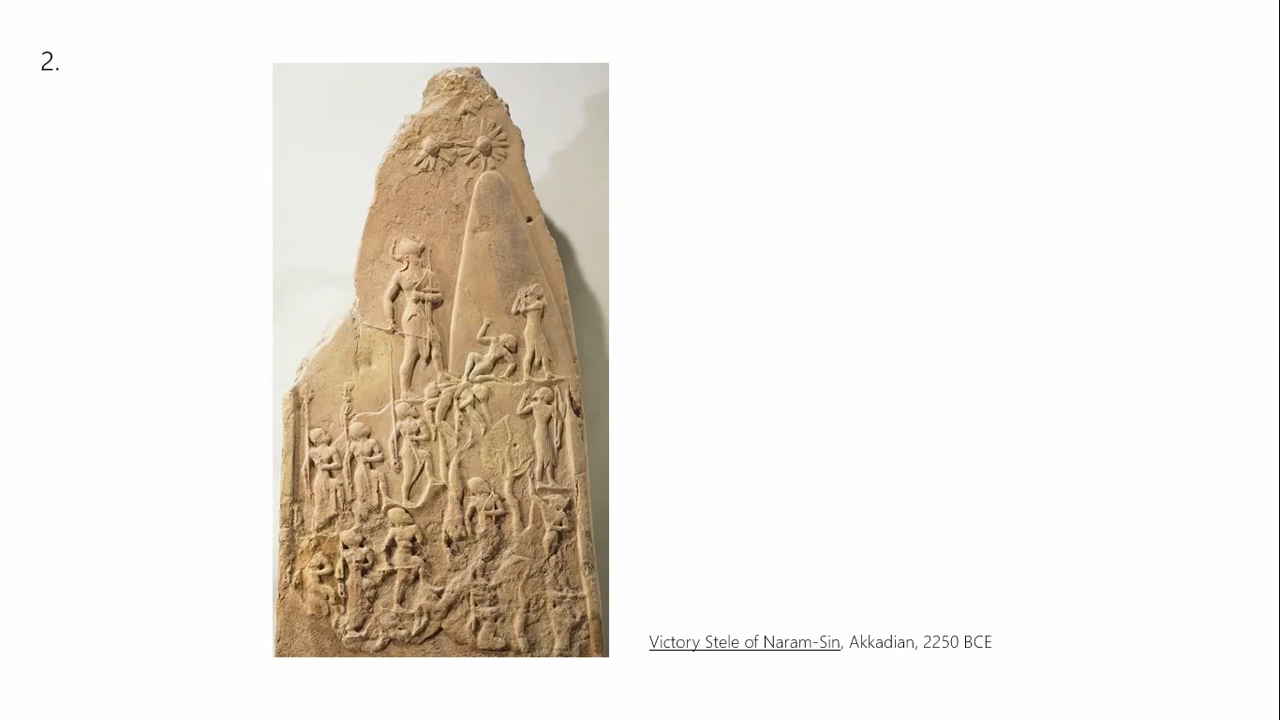 2.
Victory Stele of Naram-Sin, Akkadian, 2250 BCE